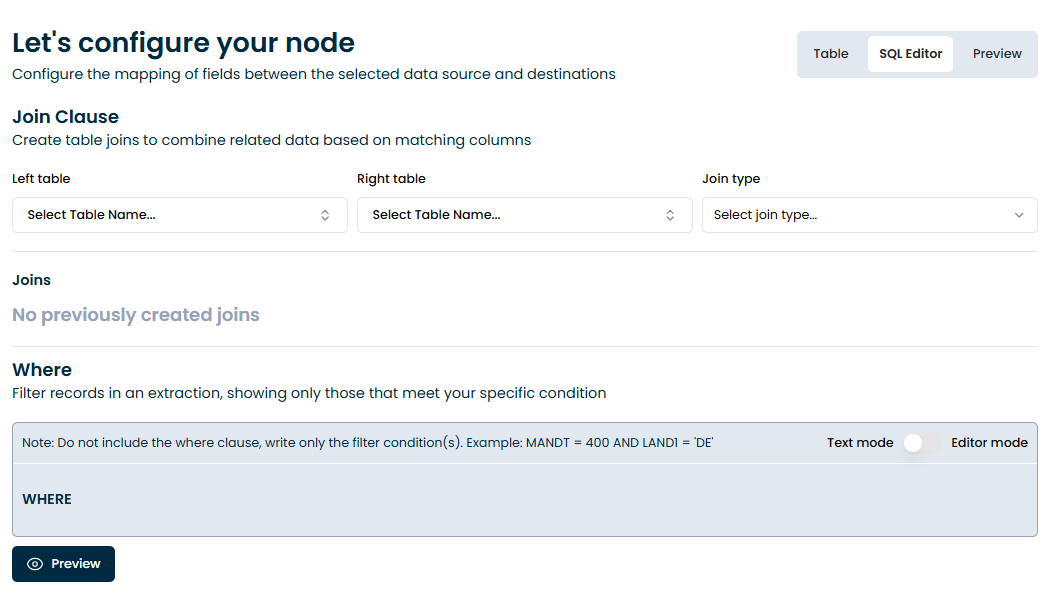 Let's configure your node
Configure the mapping of fields between the selected data source and destinations
Table SQL Editor Preview
Join Clause
Create table joins to combine related data based on matching columns
Left table Right table Join type
Select Table Name... Select Table Name... Select join type...
Joins
No previously created joins
Where
Filter records in an extraction, showing only those that meet your specific condition
Note: Do not include the where clause, write only the filter condition(s). Example: MANDT = 400 AND LAND1 = 'DE' Text mode Editor mode
WHERE
Preview